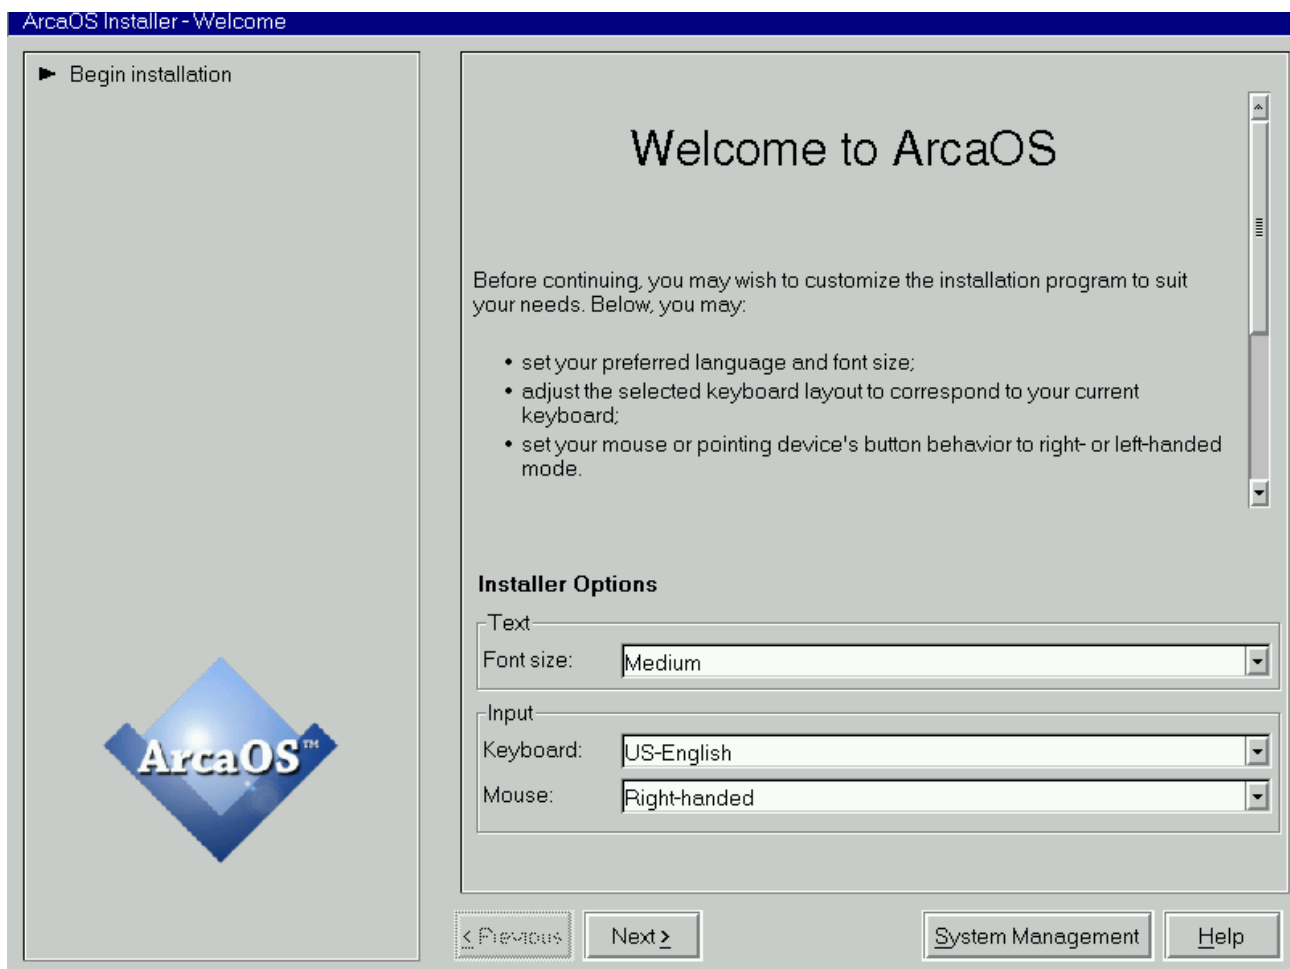 ArcaOS Installer - Welcome
Begin installation
Welcome to ArcaOS
Before continuing, you may wish to customize the installation program to suit
your needs. Below, you may:
• set your preferred language and font size;
• adjust the selected keyboard layout to correspond to your current
keyboard;
• set your mouse or pointing device's button behavior to right- or left-handed
mode.
Installer Options
Text
Font size: Medium
Input
Keyboard: US-English
Mouse: Right-handed
ArcaOS™
< Previous Next > System Management Help